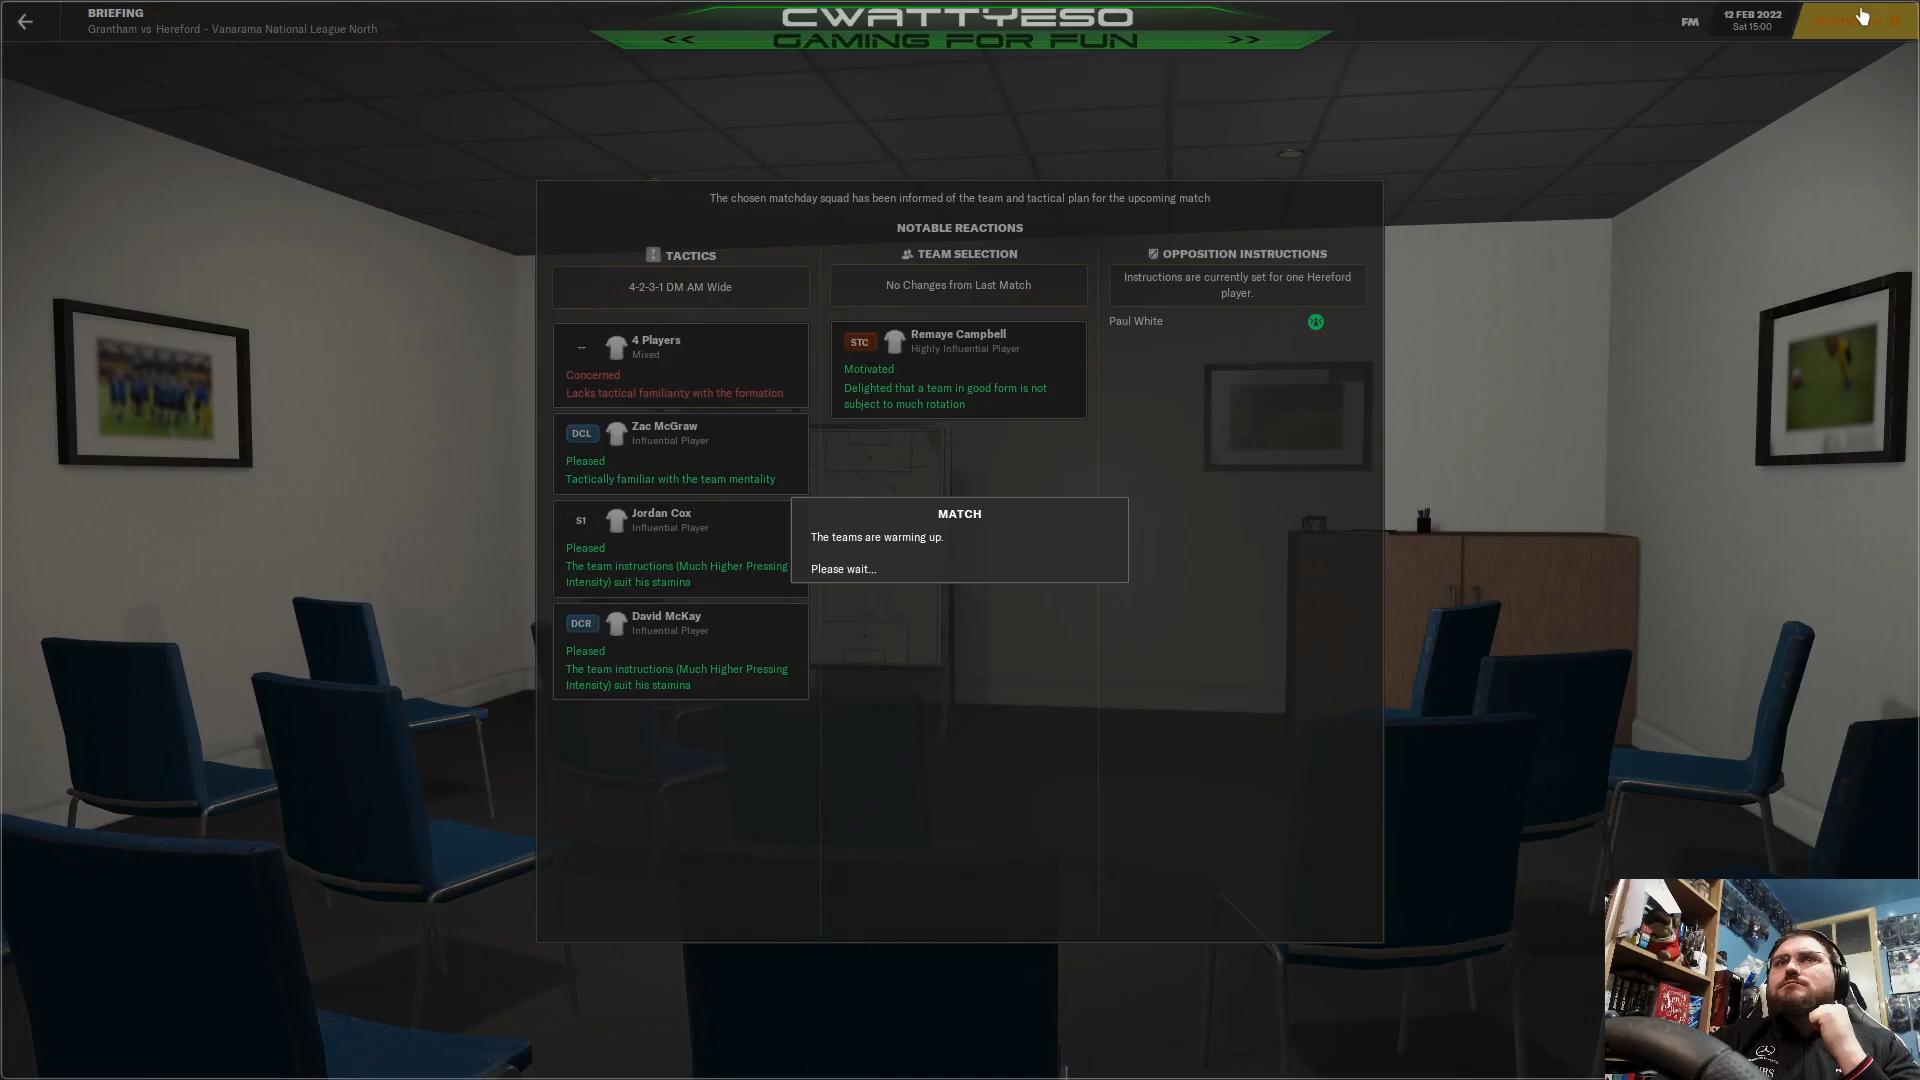 BRIEFING
Grantham vs Hereford - Vanarama National League North
CWATTYESO
<< GAMING FOR FUN >>
FM
12 FEB 2022
Sat 15:00
The chosen matchday squad has been informed of the team and tactical plan for the upcoming match
NOTABLE REACTIONS
TACTICS
4-2-3-1 DM AM Wide
--
4 Players
Mixed
Concerned
Lacks tactical familiarity with the formation
DCL
Zac McGraw
Influential Player
Pleased
Tactically familiar with the team mentality
S1
Jordan Cox
Influential Player
Pleased
The team instructions (Much Higher Pressing
Intensity) suit his stamina
DCR
David McKay
Influential Player
Pleased
The team instructions (Much Higher Pressing
Intensity) suit his stamina
TEAM SELECTION
No Changes from Last Match
STC
Remaye Campbell
Highly Influential Player
Motivated
Delighted that a team in good form is not
subject to much rotation
OPPOSITION INSTRUCTIONS
Instructions are currently set for one Hereford
player.
Paul White
MATCH
The teams are warming up.
Please wait...